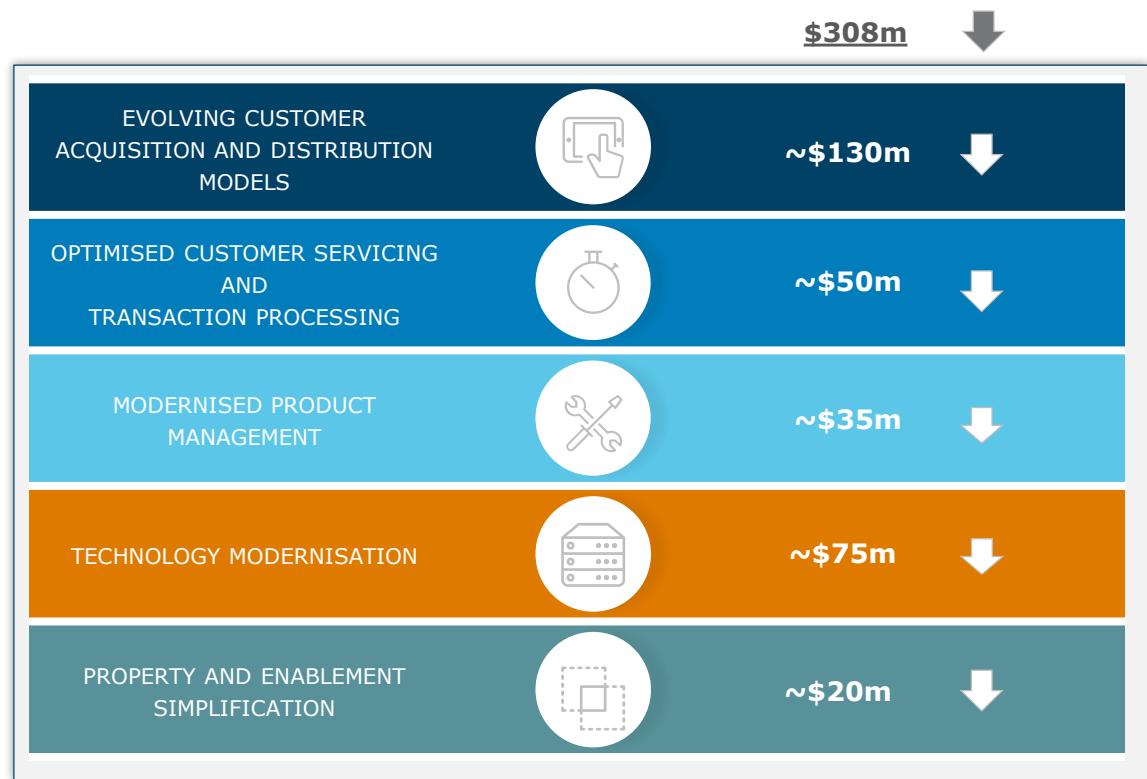 $308m
EVOLVING CUSTOMER
ACQUISITION AND DISTRIBUTION
MODELS
~$130m
OPTIMISED CUSTOMER SERVICING
AND
TRANSACTION PROCESSING
~$50m
MODERNISED PRODUCT
MANAGEMENT
~$35m
TECHNOLOGY MODERNISATION
~$75m
PROPERTY AND ENABLEMENT
SIMPLIFICATION
~$20m